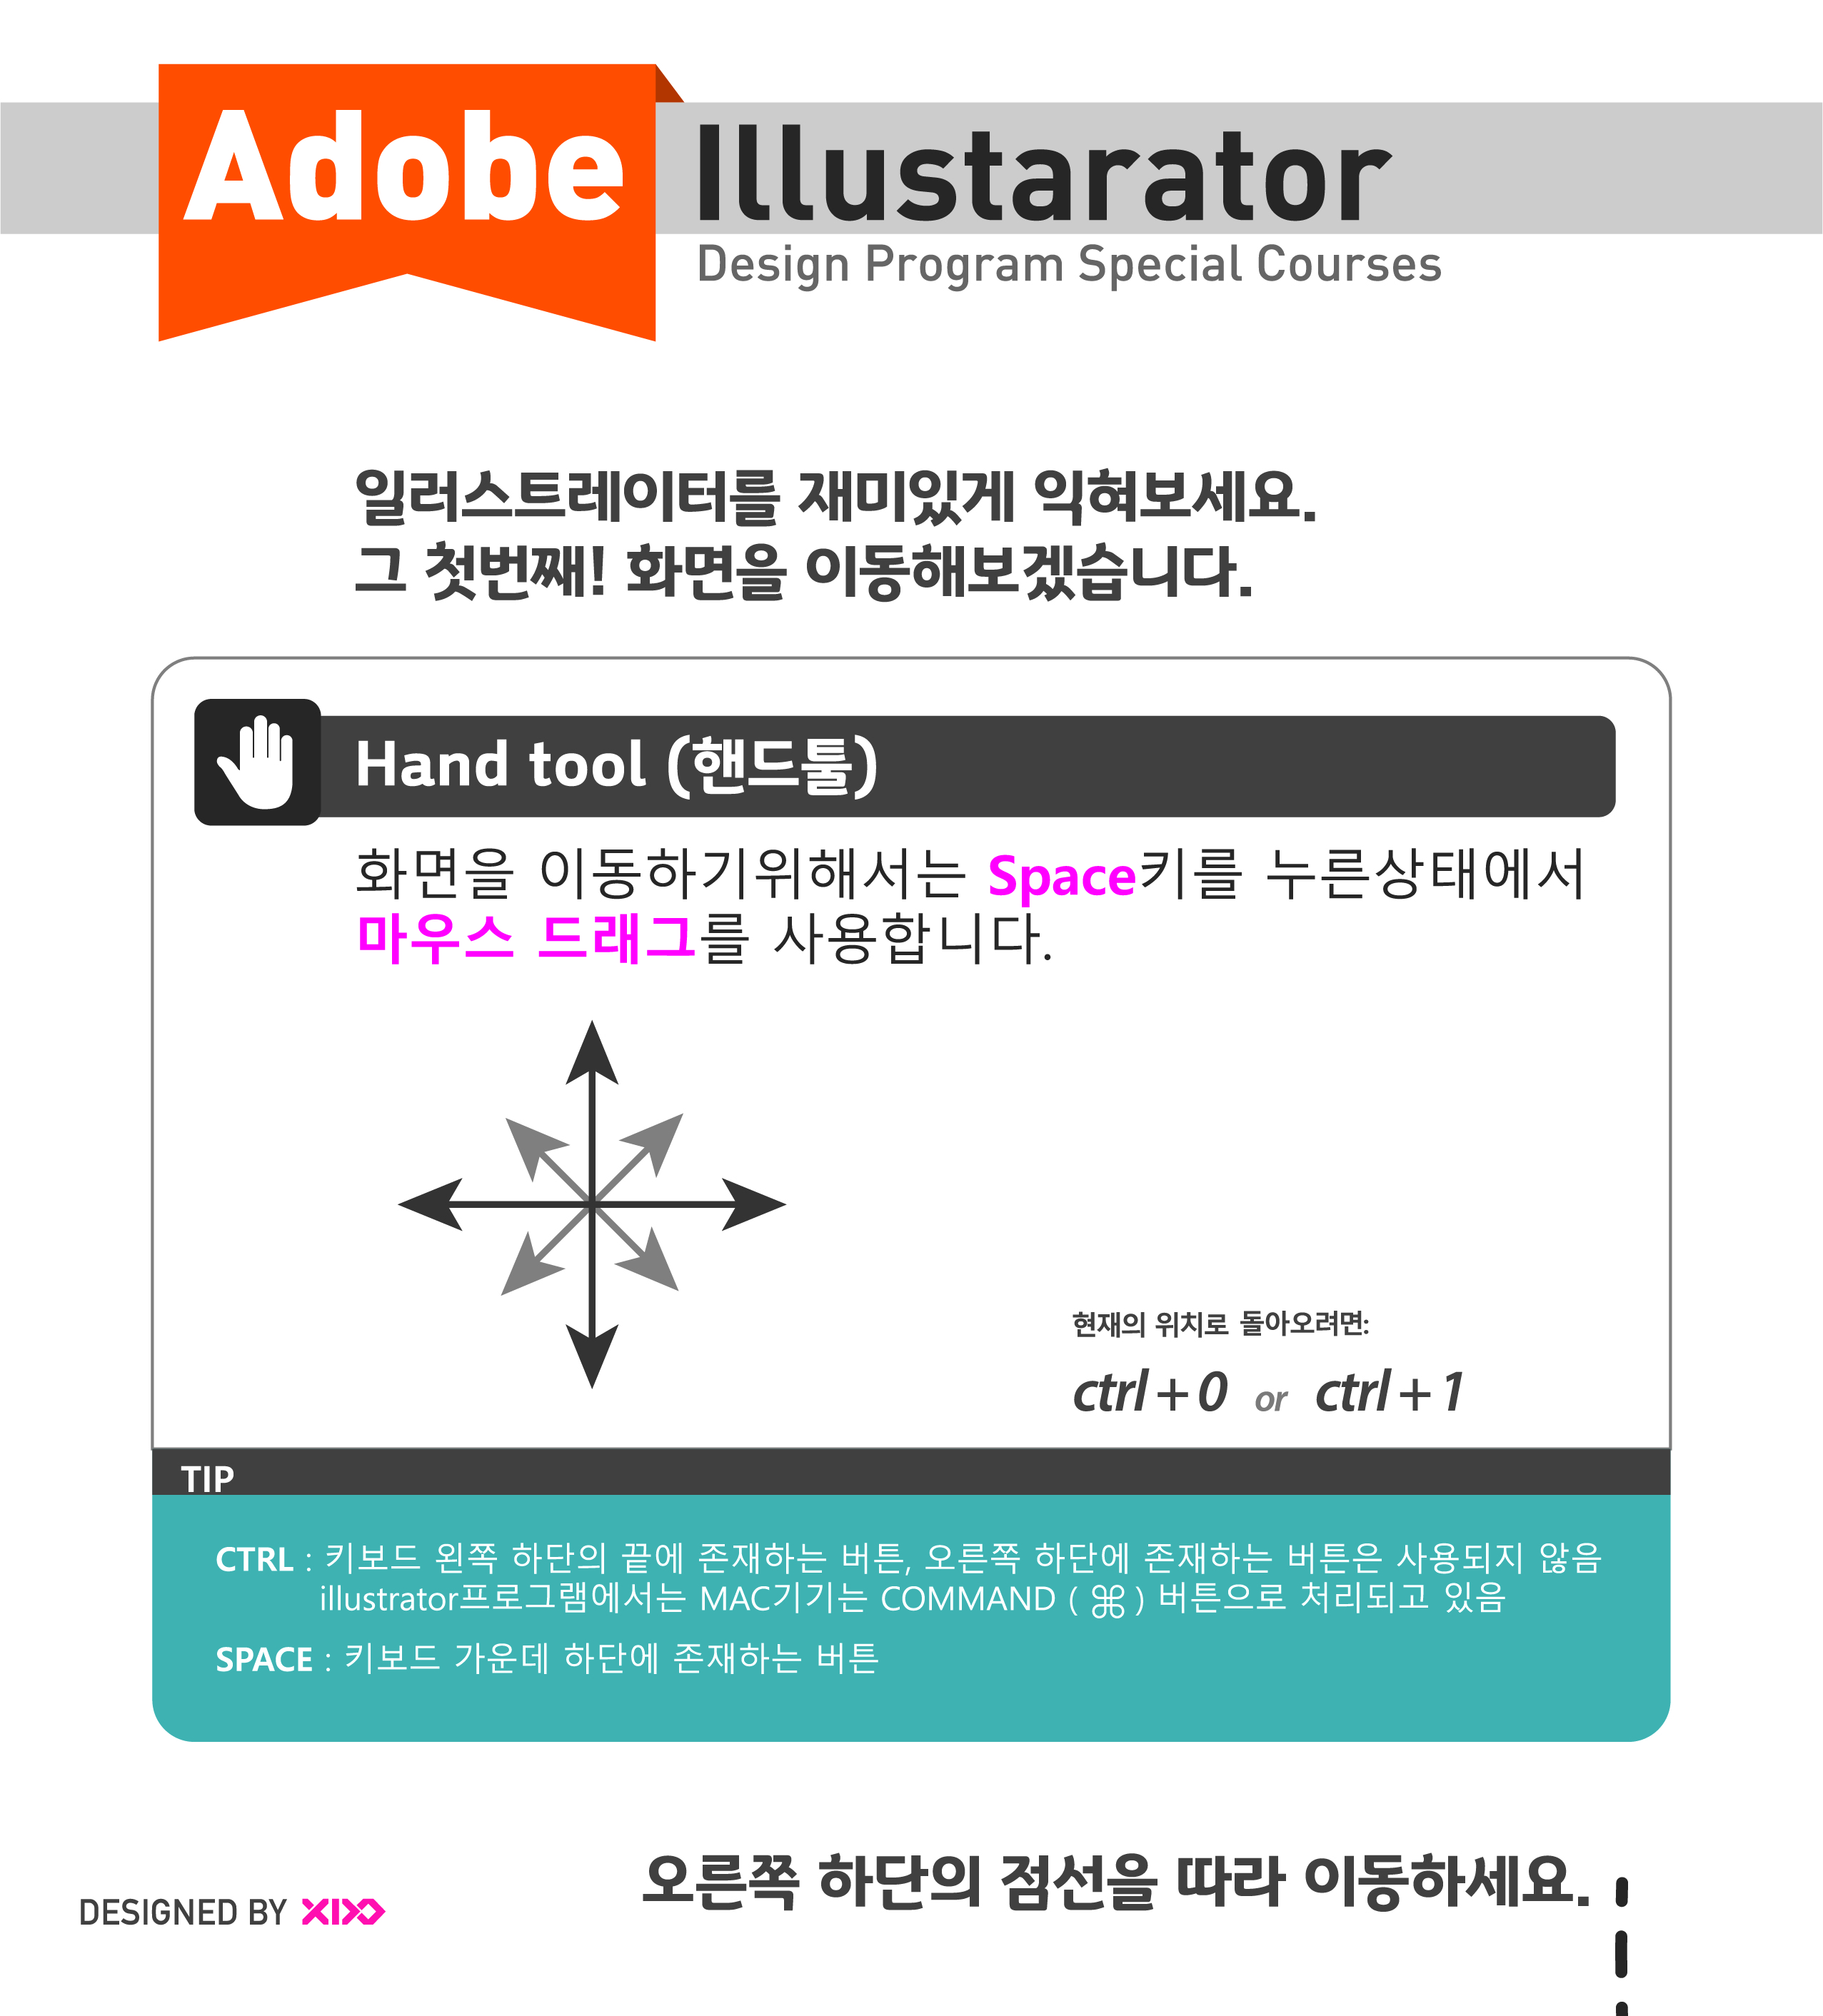 Adobe Illustarator
Design Program Special Courses
일러스트레이터를 재미있게 익혀보세요.
그 첫번째! 화면을 이동해보겠습니다.
Hand tool (핸드툴)
화면을 이동하기위해서는 Space키를 누른상태에서
마우스 드래그를 사용합니다.
현재의 위치로 돌아오려면:
ctrl + 0 or ctrl + 1
TIP
CTRL : 키보드 왼쪽 하단의 끝에 존재하는 버튼, 오른쪽 하단에 존재하는 버튼은 사용되지 않음
illustrator프로그램에서는 MAC기기는 COMMAND ( ⌘ ) 버튼으로 처리되고 있음
SPACE : 키보드 가운데 하단에 존재하는 버튼
오른쪽 하단의 점선을 따라 이동하세요.
DESIGNED BY XIDO